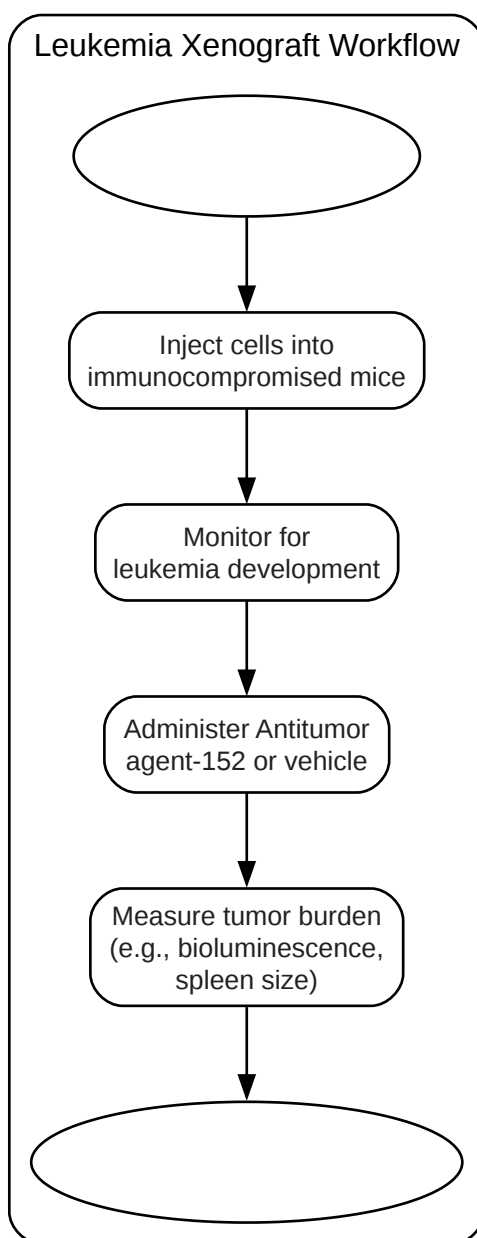 Leukemia Xenograft Workflow
Inject cells into
immunocompromised mice
Monitor for
leukemia development
Administer Antitumor
agent-152 or vehicle
Measure tumor burden
(e.g., bioluminescence,
spleen size)